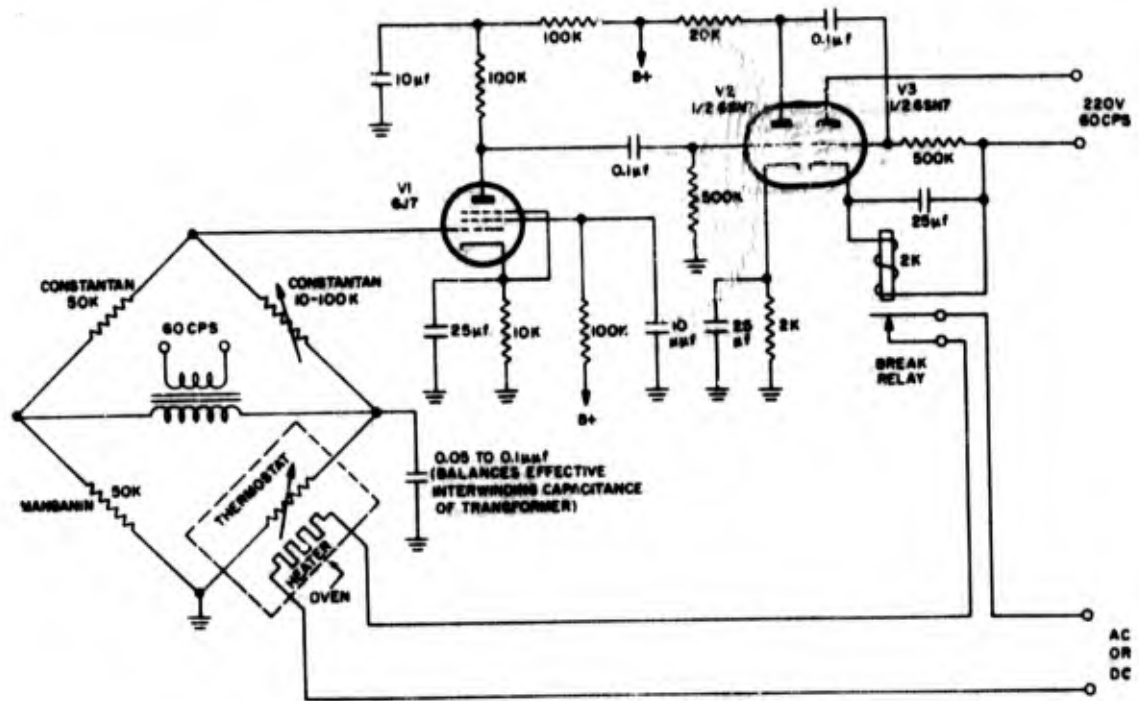 100K
20K
0.1µf
B+
10µf
100K
V2
1/2 6SN7
V3
1/2 6SN7
220V
60CPS
0.1µf
500K
500K
V1
6J7
25µf
2K
CONSTANTAN
50K
CONSTANTAN
10-100K
60 CPS
25µf
10K
100K
10
µµf
25
µf
2K
BREAK
RELAY
B+
0.05 TO 0.1µµf
(BALANCES EFFECTIVE
INTERWINDING CAPACITANCE
OF TRANSFORMER)
MANGANIN
50K
THERMOSTAT
HEATER
OVEN
AC
OR
DC